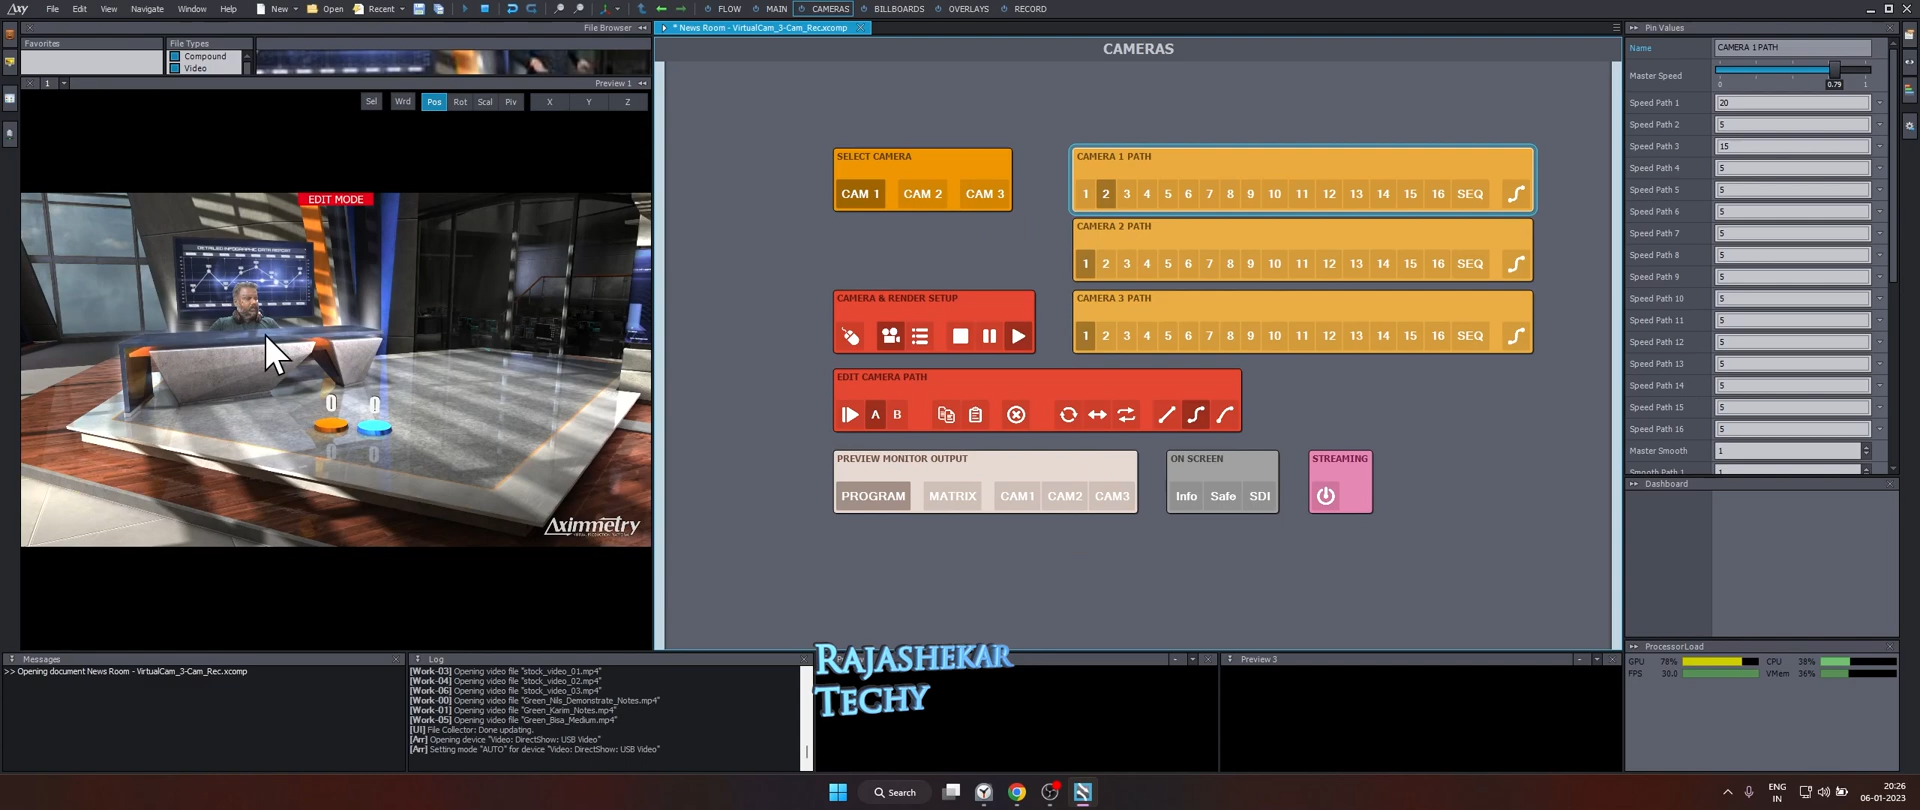 File Edit View Navigate Window Help New Open Recent FLOW MAIN CAMERAS BILLBOARDS OVERLAYS RECORD
File Browser
Favorites
File Types
Compound
Video
1
Preview 1
Sel Wrd Pos Rot Scal Piv X Y Z
EDIT MODE
DETAILED INFOGRAPHIC DATA REPORT
0 0
Aximmetry
* News Room - VirtualCam_3-Cam_Rec.xcomp
CAMERAS
SELECT CAMERA
CAM 1 CAM 2 CAM 3
CAMERA 1 PATH
1 2 3 4 5 6 7 8 9 10 11 12 13 14 15 16 SEQ
CAMERA 2 PATH
1 2 3 4 5 6 7 8 9 10 11 12 13 14 15 16 SEQ
CAMERA & RENDER SETUP
CAMERA 3 PATH
1 2 3 4 5 6 7 8 9 10 11 12 13 14 15 16 SEQ
EDIT CAMERA PATH
A B
PREVIEW MONITOR OUTPUT
PROGRAM MATRIX CAM1 CAM2 CAM3
ON SCREEN
Info Safe SDI
STREAMING
Pin Values
Name CAMERA 1 PATH
Master Speed
0 0.79 1
Speed Path 1 20
Speed Path 2 5
Speed Path 3 15
Speed Path 4 5
Speed Path 5 5
Speed Path 6 5
Speed Path 7 5
Speed Path 8 5
Speed Path 9 5
Speed Path 10 5
Speed Path 11 5
Speed Path 12 5
Speed Path 13 5
Speed Path 14 5
Speed Path 15 5
Speed Path 16 5
Master Smooth 1
Smooth Path 1 1
Dashboard
ProcessorLoad
GPU 78% CPU 38%
FPS 30.0 VMem 36%
Messages
>> Opening document News Room - VirtualCam_3-Cam_Rec.xcomp
Log
[Work-03] Opening video file "stock_video_01.mp4"
[Work-04] Opening video file "stock_video_02.mp4"
[Work-06] Opening video file "stock_video_03.mp4"
[Work-00] Opening video file "Green_Nils_Demonstrate_Notes.mp4"
[Work-01] Opening video file "Green_Karim_Notes.mp4"
[Work-05] Opening video file "Green_Bisa_Medium.mp4"
[UI] File Collector: Done updating.
[Arr] Opening device "Video: DirectShow: USB Video"
[Arr] Setting mode "AUTO" for device "Video: DirectShow: USB Video"
RAJASHEKAR
TECHY
Preview 3
Search
ENG
IN
20:26
06-01-2023